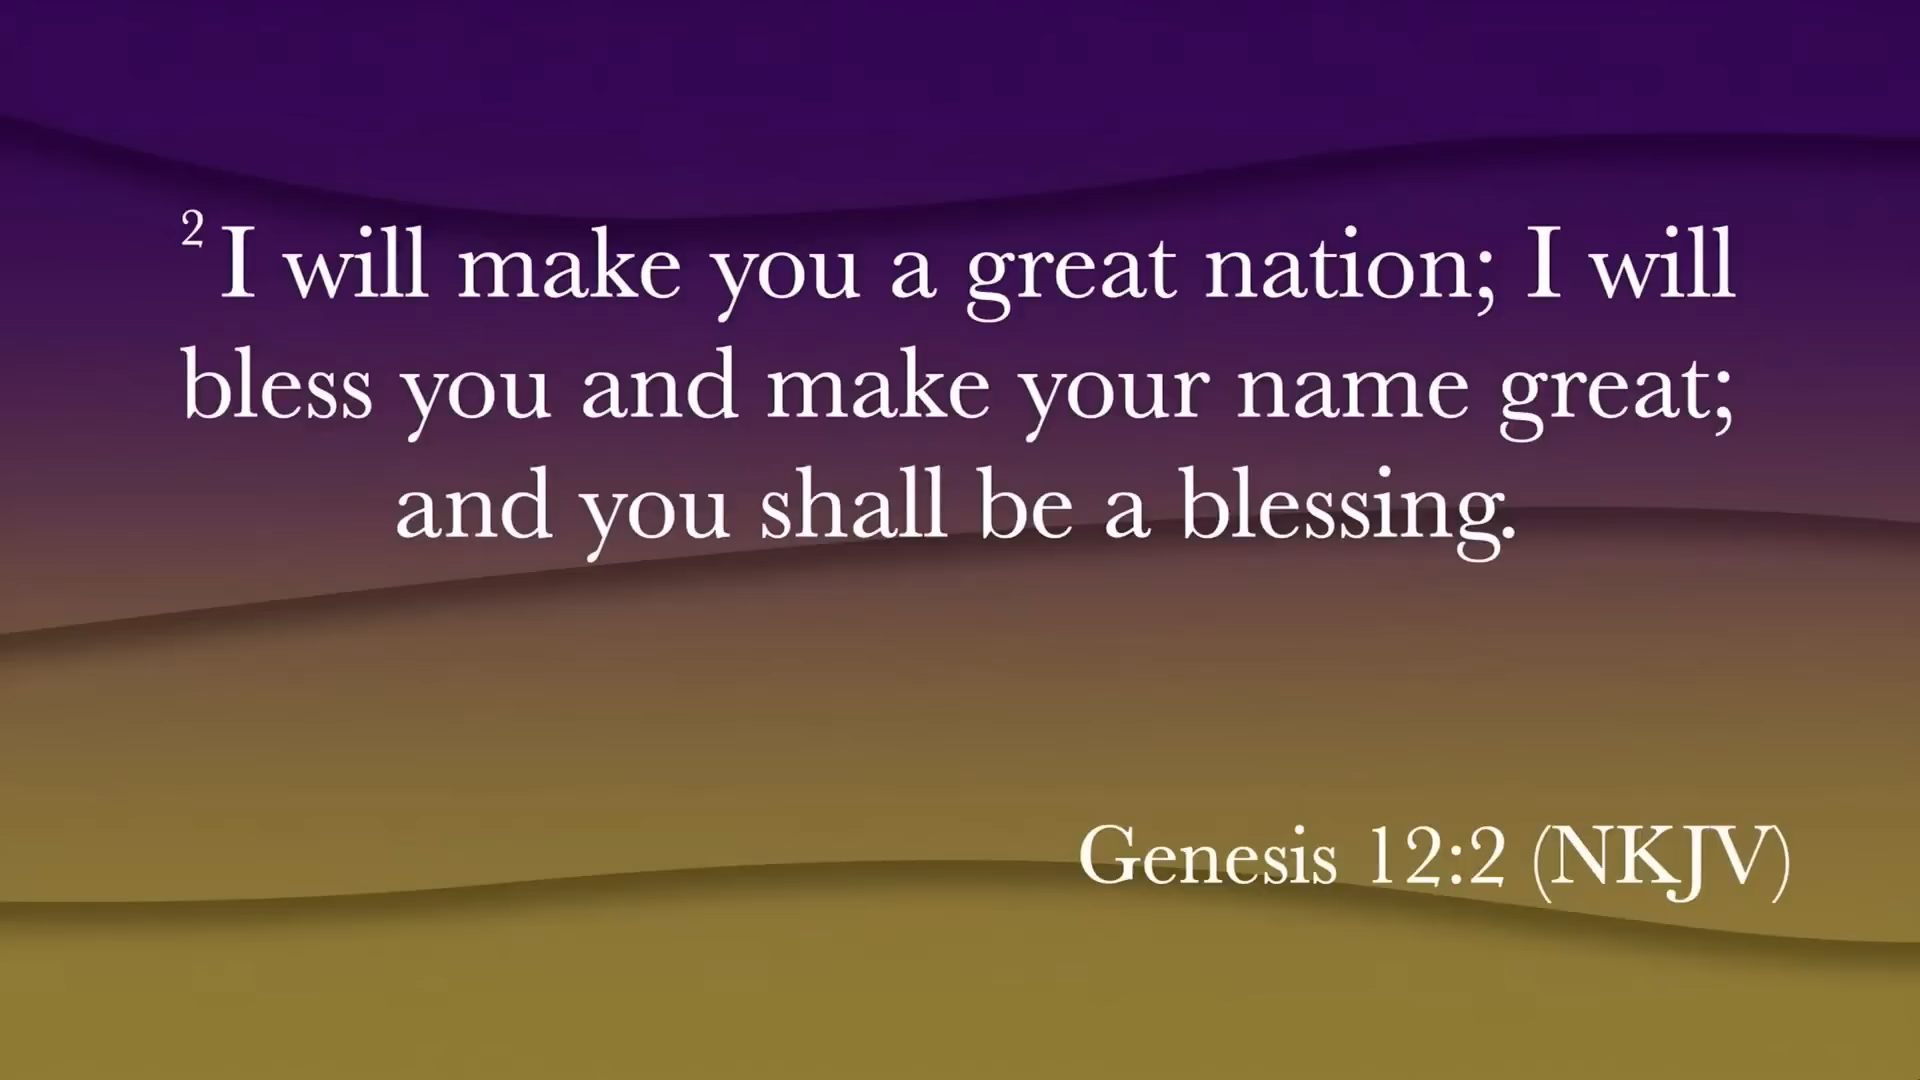 2 I will make you a great nation; I will
bless you and make your name great;
and you shall be a blessing.
Genesis 12:2 (NKJV)